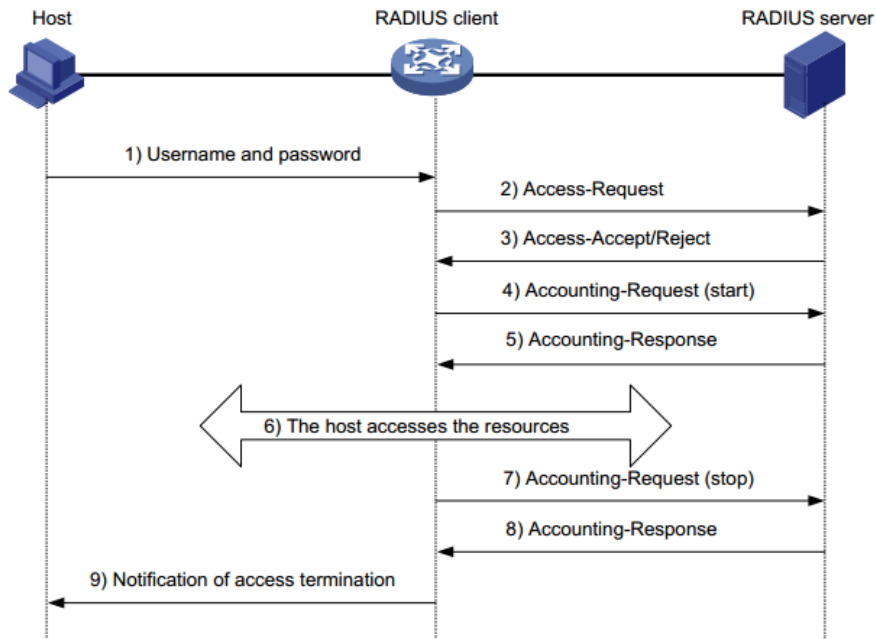 Host
RADIUS client
RADIUS server
1) Username and password
2) Access-Request
3) Access-Accept/Reject
4) Accounting-Request (start)
5) Accounting-Response
6) The host accesses the resources
7) Accounting-Request (stop)
8) Accounting-Response
9) Notification of access termination